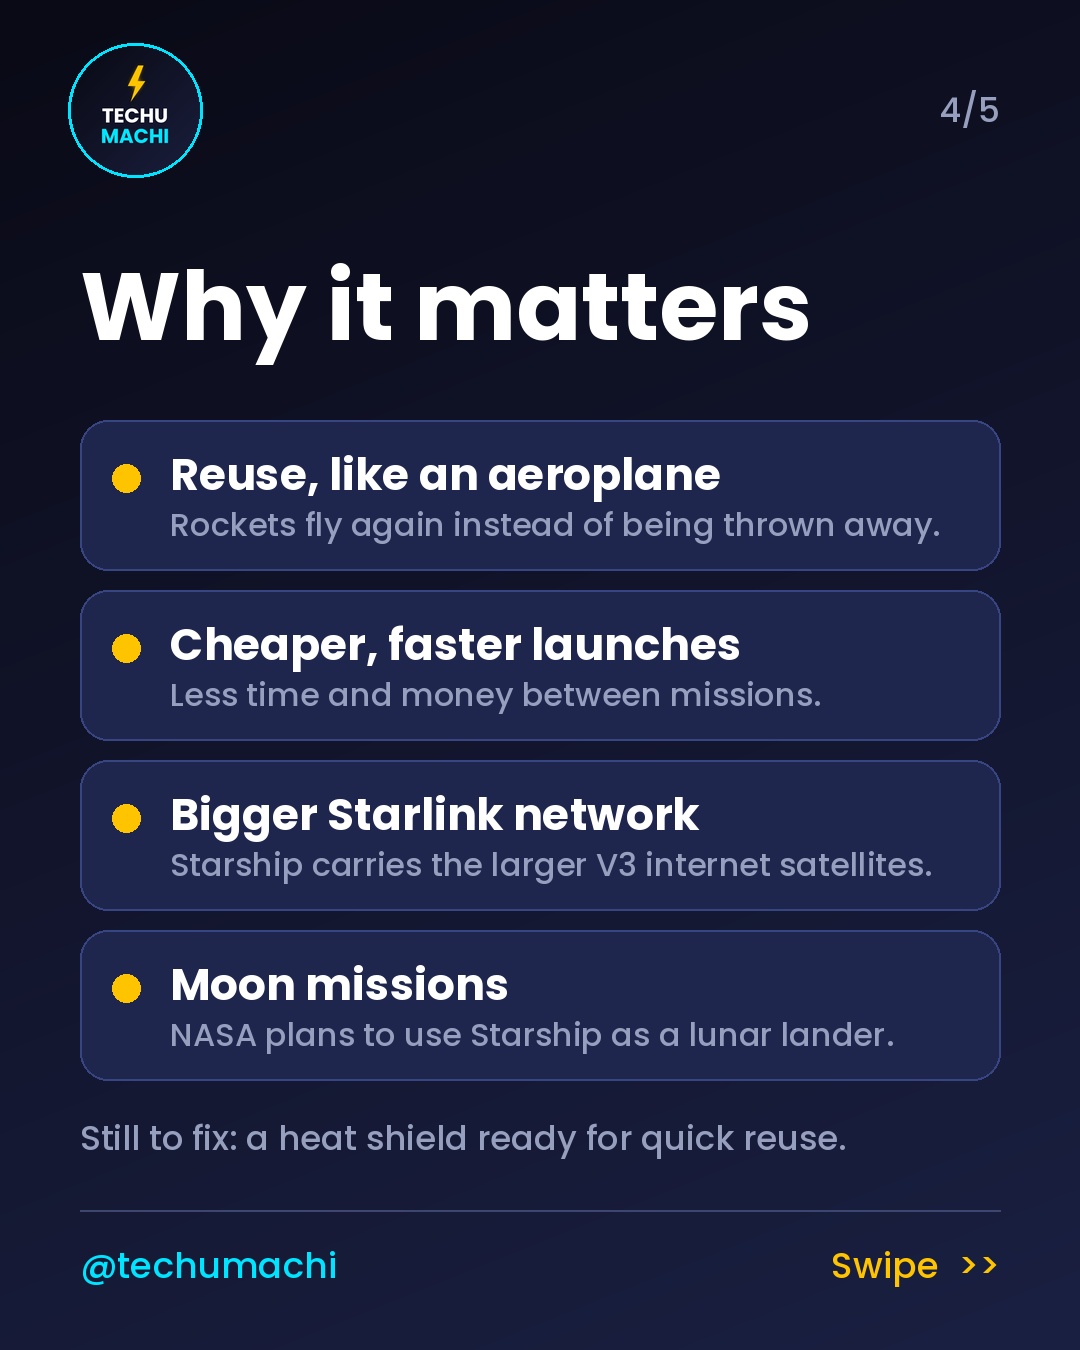 TECHU
MACHI
4/5
Why it matters
Reuse, like an aeroplane
Rockets fly again instead of being thrown away.
Cheaper, faster launches
Less time and money between missions.
Bigger Starlink network
Starship carries the larger V3 internet satellites.
Moon missions
NASA plans to use Starship as a lunar lander.
Still to fix: a heat shield ready for quick reuse.
@techumachi
Swipe >>